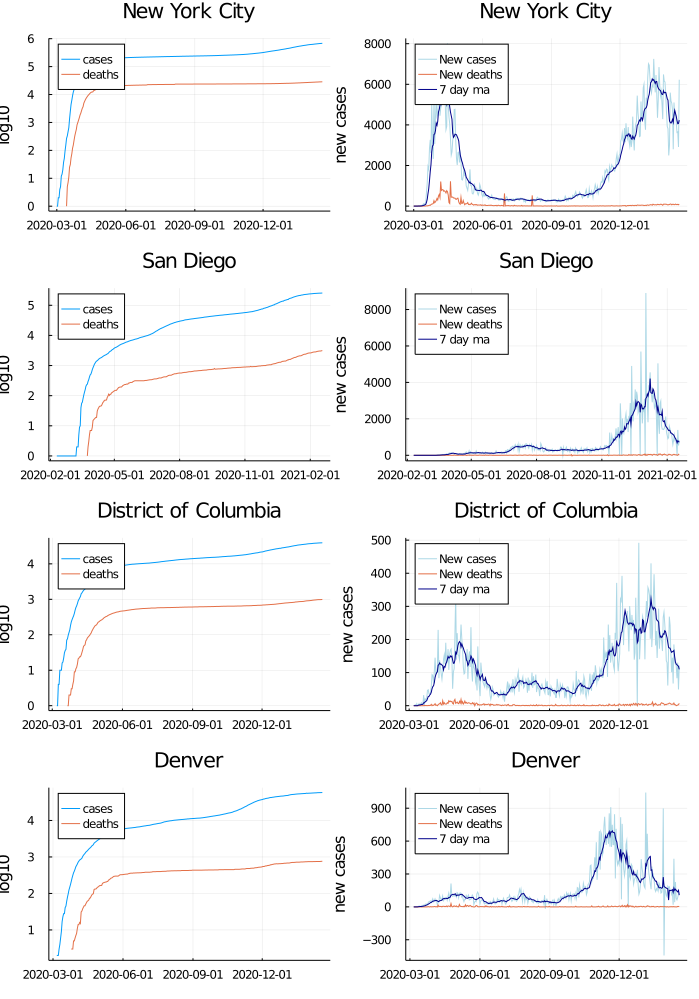 New York City
6
5
4
3
2
1
0
log10
cases
deaths
2020-03-01 2020-06-01 2020-09-01 2020-12-01
New York City
8000
6000
4000
2000
0
new cases
New cases
New deaths
7 day ma
2020-03-01 2020-06-01 2020-09-01 2020-12-01
San Diego
5
4
3
2
1
0
log10
cases
deaths
2020-02-01 2020-05-01 2020-08-01 2020-11-01 2021-02-01
San Diego
8000
6000
4000
2000
0
new cases
New cases
New deaths
7 day ma
2020-02-01 2020-05-01 2020-08-01 2020-11-01 2021-02-01
District of Columbia
4
3
2
1
0
log10
cases
deaths
2020-03-01 2020-06-01 2020-09-01 2020-12-01
District of Columbia
500
400
300
200
100
0
new cases
New cases
New deaths
7 day ma
2020-03-01 2020-06-01 2020-09-01 2020-12-01
Denver
4
3
2
1
log10
cases
deaths
2020-03-01 2020-06-01 2020-09-01 2020-12-01
Denver
900
600
300
0
−300
new cases
New cases
New deaths
7 day ma
2020-03-01 2020-06-01 2020-09-01 2020-12-01